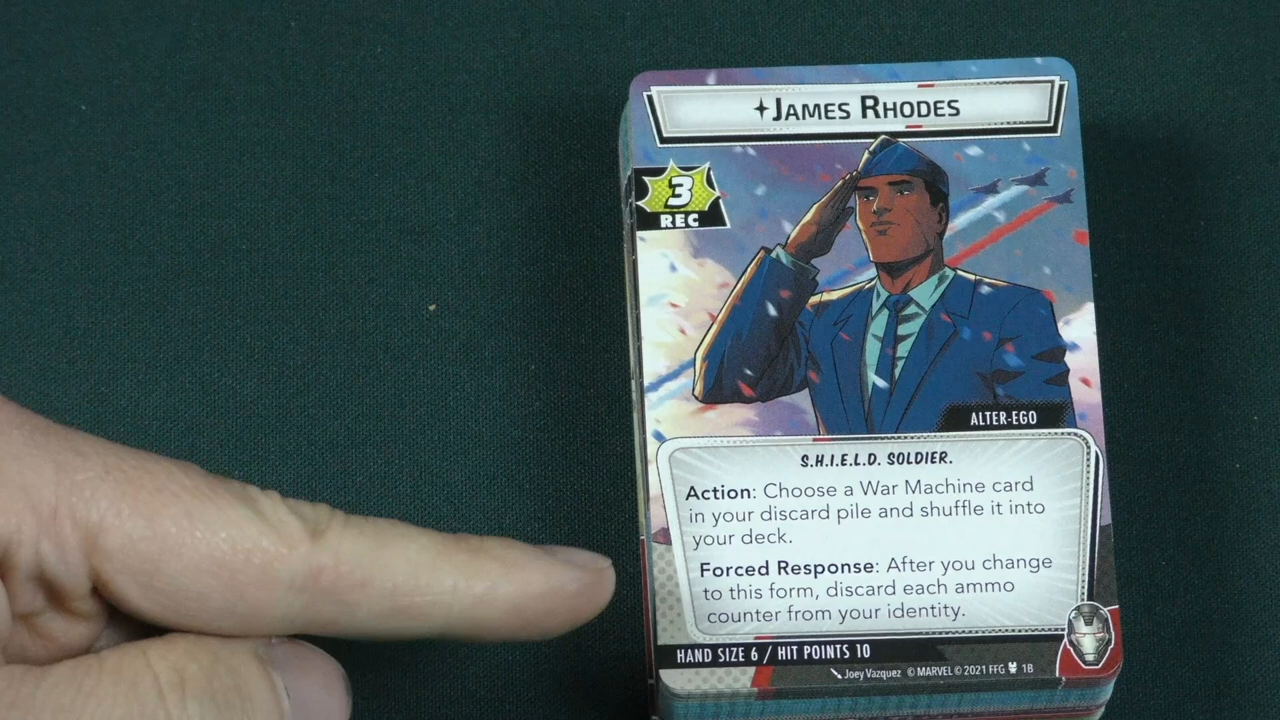 JAMES RHODES
3
REC
ALTER-EGO
S.H.I.E.L.D. SOLDIER.
Action: Choose a War Machine card
in your discard pile and shuffle it into
your deck.
Forced Response: After you change
to this form, discard each ammo
counter from your identity.
HAND SIZE 6 / HIT POINTS 10
Joey Vazquez © MARVEL © 2021 FFG 1B